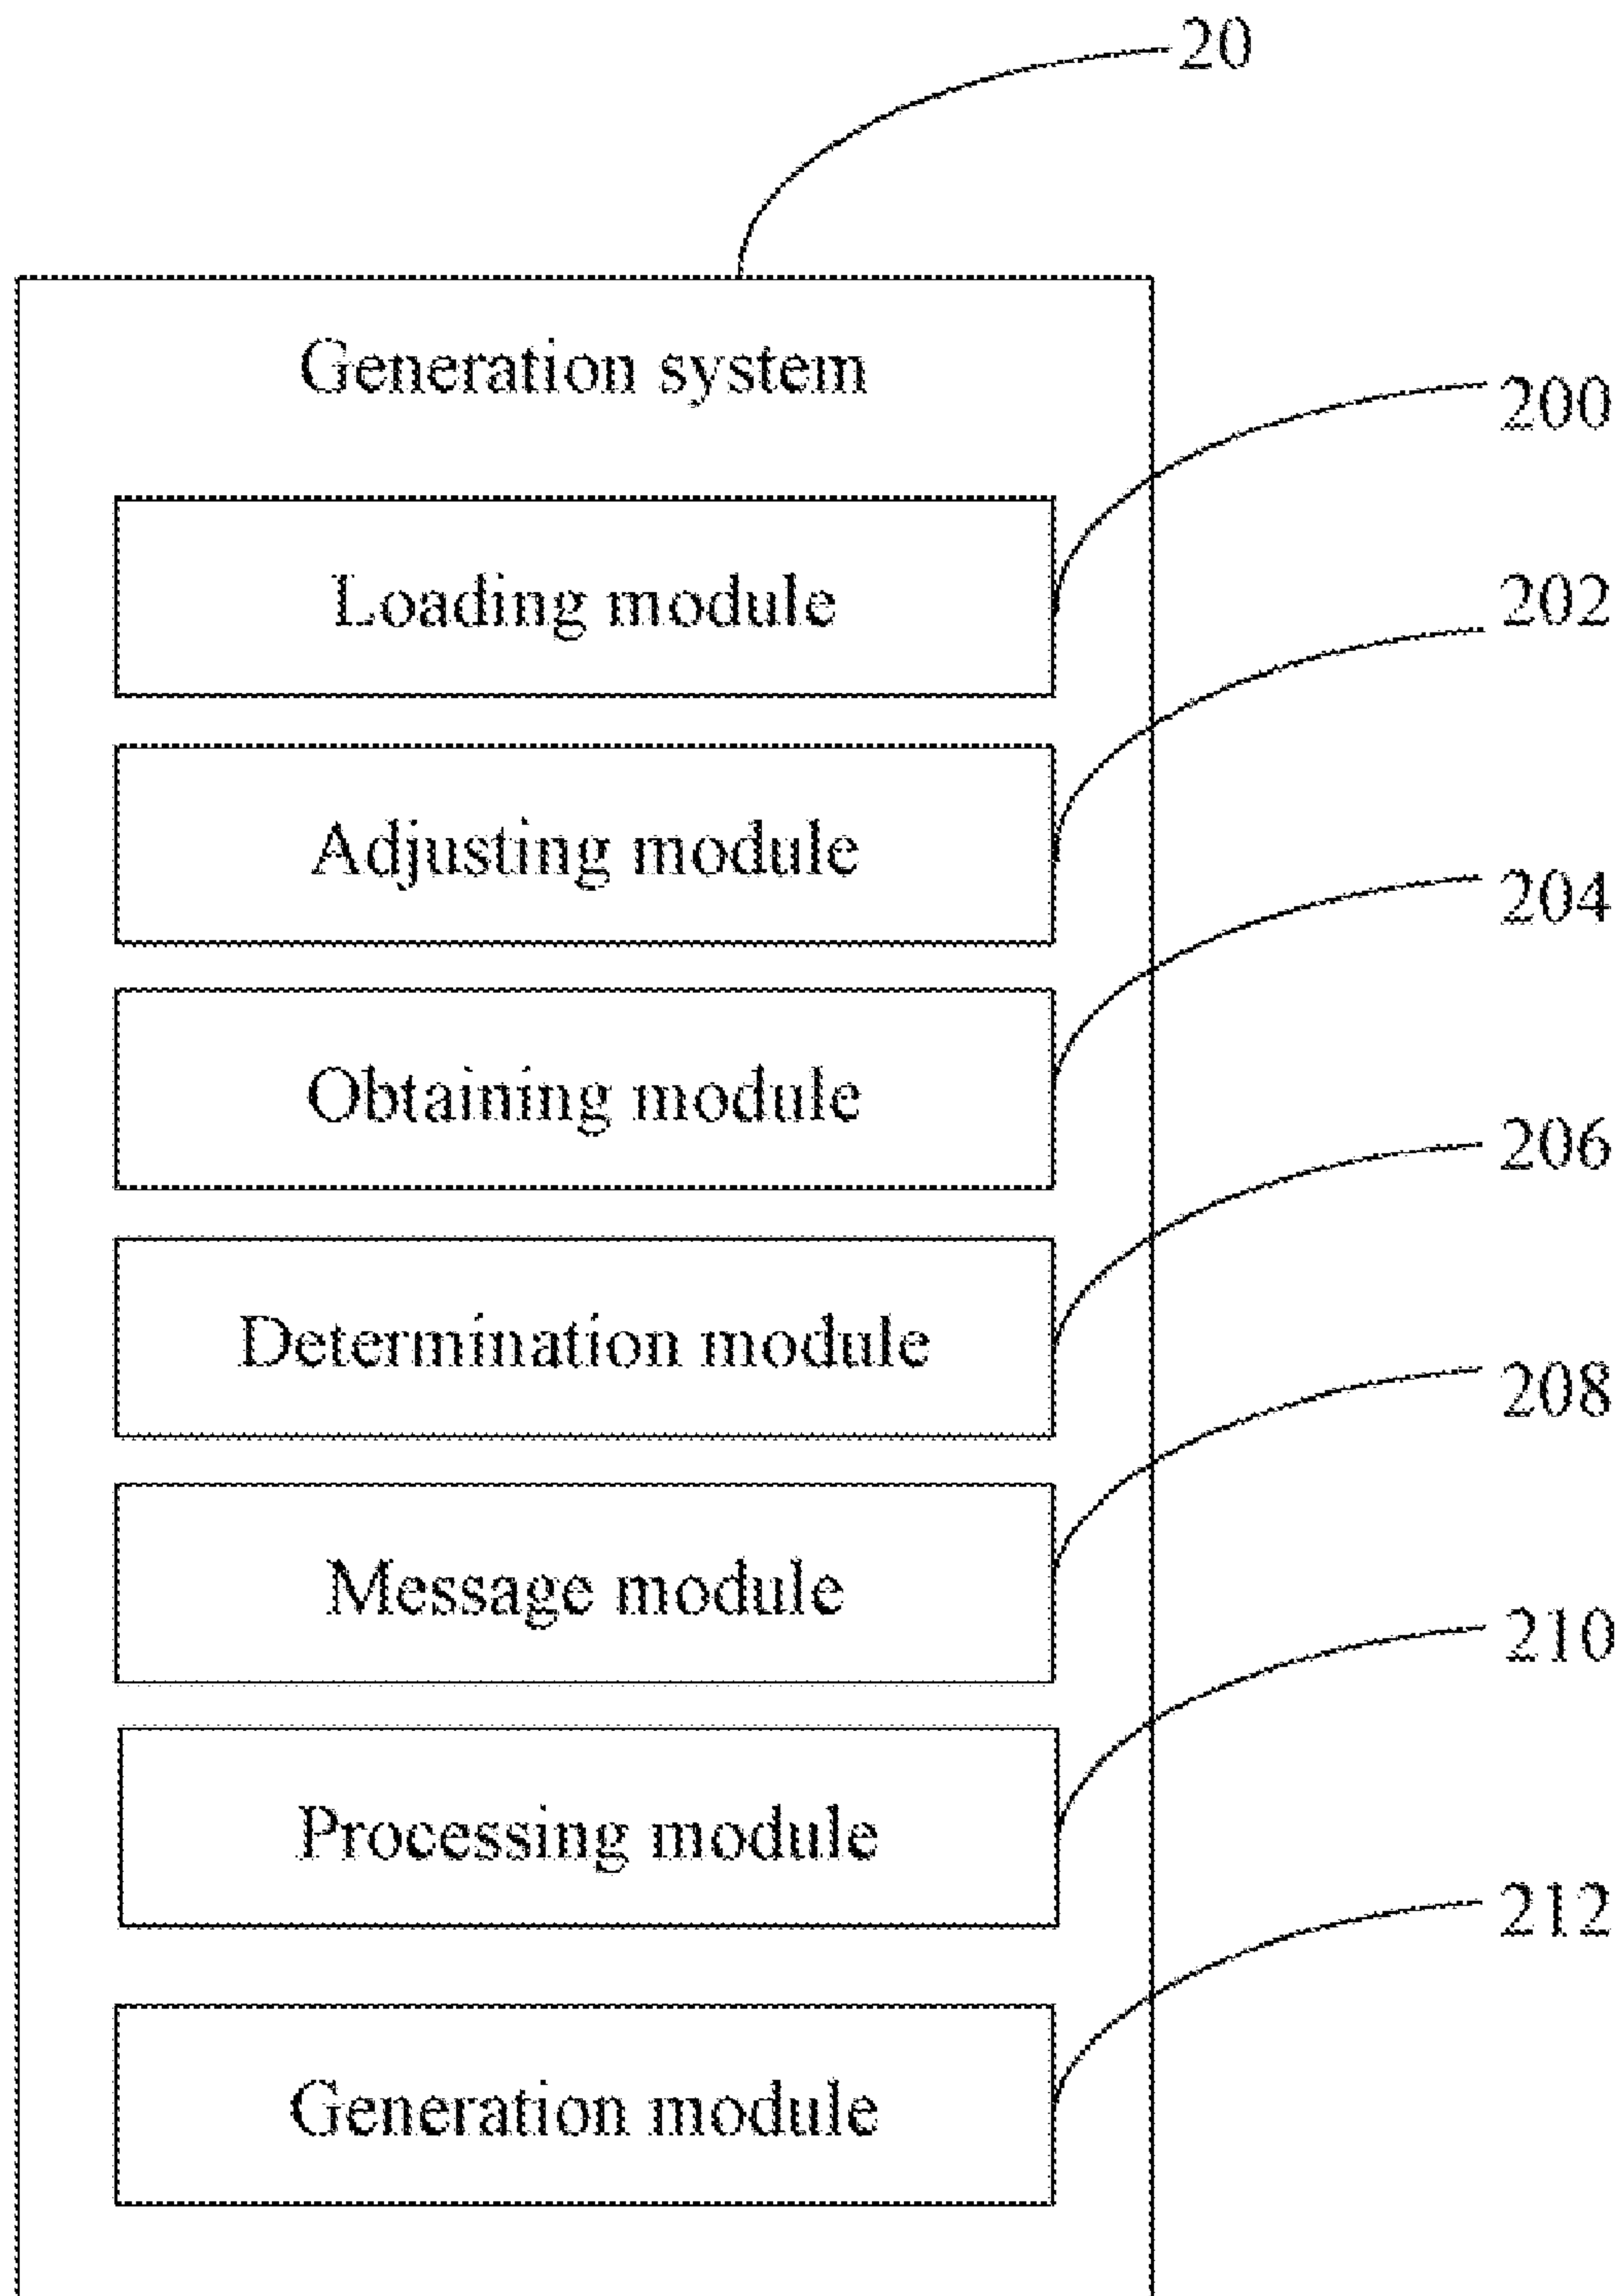 20
Generation system
200
Loading module
202
Adjusting module
204
Obtaining module
206
Determination module
208
Message module
210
Processing module
212
Generation module